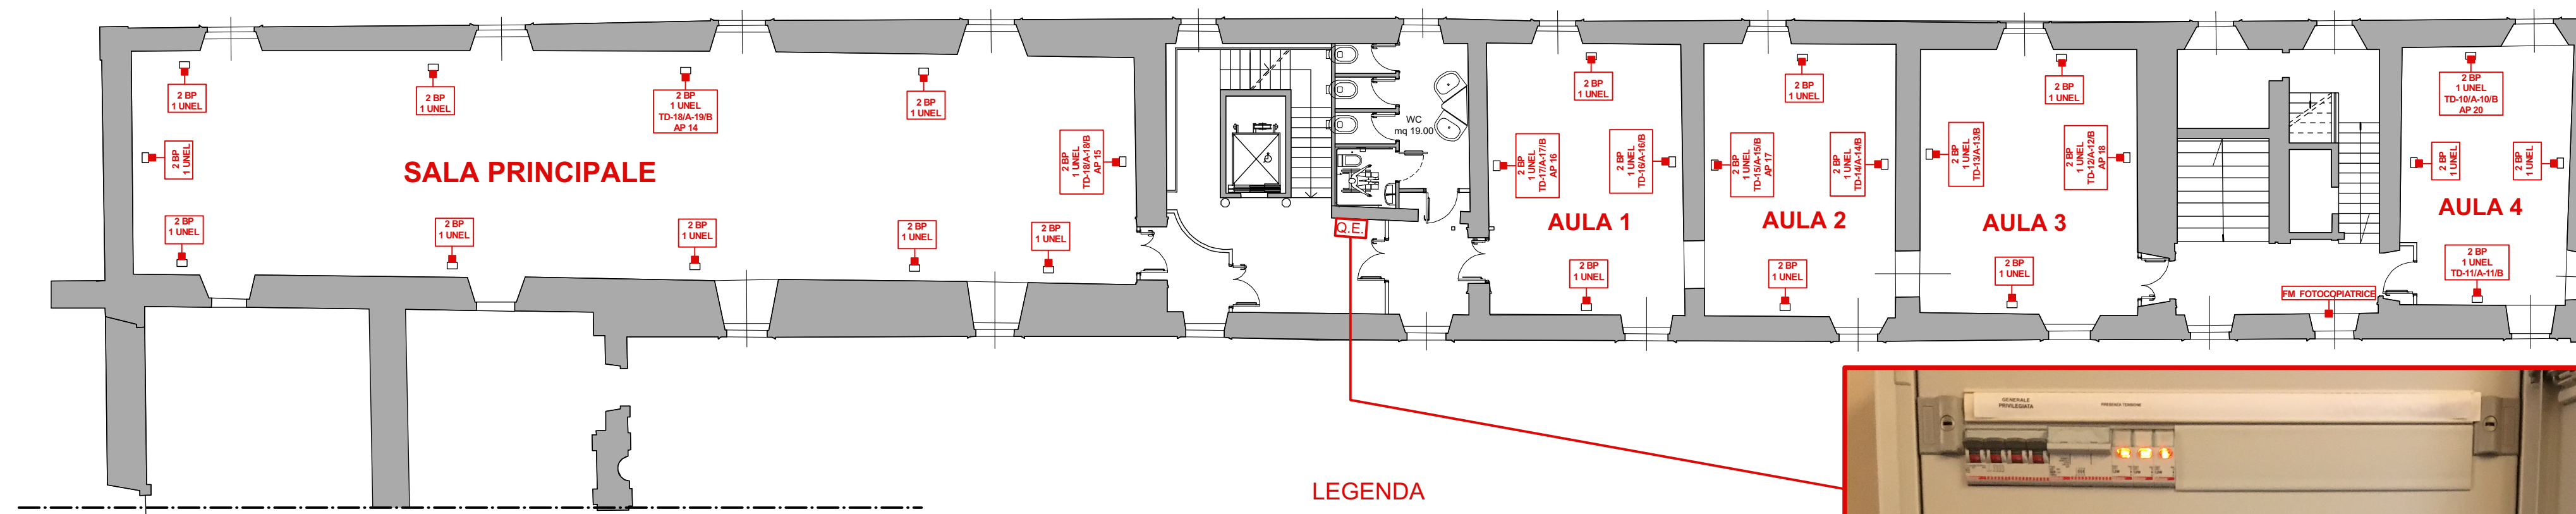 2 BP
1 UNEL
2 BP
1 UNEL
2 BP
1 UNEL
TD-18/A-19/B
AP 14
2 BP
1 UNEL
2 BP
1 UNEL
SALA PRINCIPALE
2 BP
1 UNEL
TD-18/A-18/B
AP 15
2 BP
1 UNEL
2 BP
1 UNEL
2 BP
1 UNEL
2 BP
1 UNEL
2 BP
1 UNEL
WC
mq 19.00
Q.E.
2 BP
1 UNEL
2 BP
1 UNEL
TD-17/A-17/B
AP 16
2 BP
1 UNEL
TD-16/A-16/B
AULA 1
2 BP
1 UNEL
2 BP
1 UNEL
2 BP
1 UNEL
TD-15/A-15/B
AP 17
2 BP
1 UNEL
TD-14/A-14/B
AULA 2
2 BP
1 UNEL
2 BP
1 UNEL
2 BP
1 UNEL
TD-13/A-13/B
2 BP
1 UNEL
TD-12/A-12/B
AP 18
AULA 3
2 BP
1 UNEL
FM FOTOCOPIATRICE
2 BP
1 UNEL
TD-10/A-10/B
AP 20
2 BP
1 UNEL
2 BP
1 UNEL
AULA 4
2 BP
1 UNEL
TD-11/A-11/B
LEGENDA
GENERALE
PRIVILEGIATA
PRESENZA TENSIONE